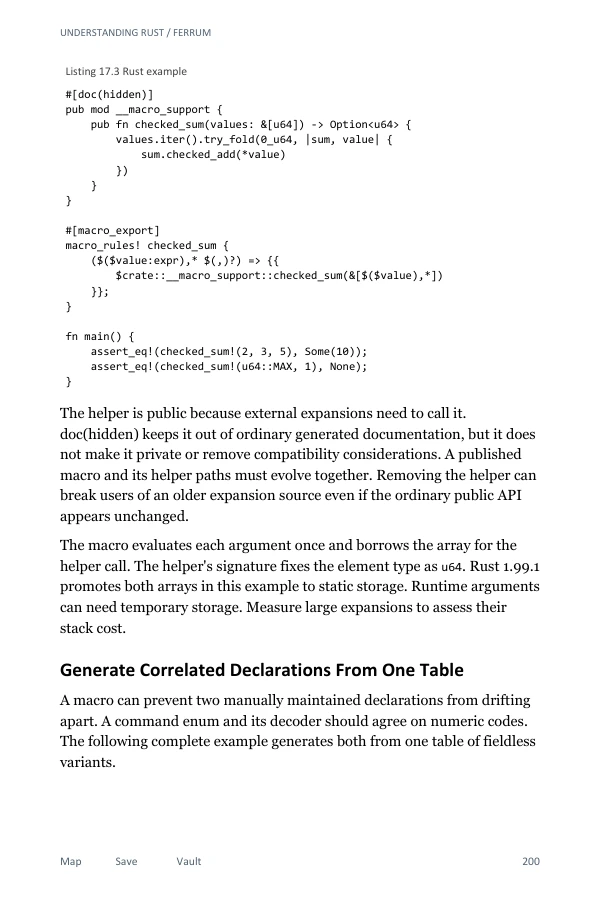 UNDERSTANDING RUST / FERRUM
Listing 17.3 Rust example
#[doc(hidden)]
pub mod __macro_support {
    pub fn checked_sum(values: &[u64]) -> Option<u64> {
        values.iter().try_fold(0_u64, |sum, value| {
            sum.checked_add(*value)
        })
    }
}

#[macro_export]
macro_rules! checked_sum {
    ($($value:expr),* $(,)?) => {{
        $crate::__macro_support::checked_sum(&[$($value),*])
    }};
}

fn main() {
    assert_eq!(checked_sum!(2, 3, 5), Some(10));
    assert_eq!(checked_sum!(u64::MAX, 1), None);
}
The helper is public because external expansions need to call it.
doc(hidden) keeps it out of ordinary generated documentation, but it does
not make it private or remove compatibility considerations. A published
macro and its helper paths must evolve together. Removing the helper can
break users of an older expansion source even if the ordinary public API
appears unchanged.
The macro evaluates each argument once and borrows the array for the
helper call. The helper's signature fixes the element type as u64. Rust 1.99.1
promotes both arrays in this example to static storage. Runtime arguments
can need temporary storage. Measure large expansions to assess their
stack cost.
Generate Correlated Declarations From One Table
A macro can prevent two manually maintained declarations from drifting
apart. A command enum and its decoder should agree on numeric codes.
The following complete example generates both from one table of fieldless
variants.
Map Save Vault 200